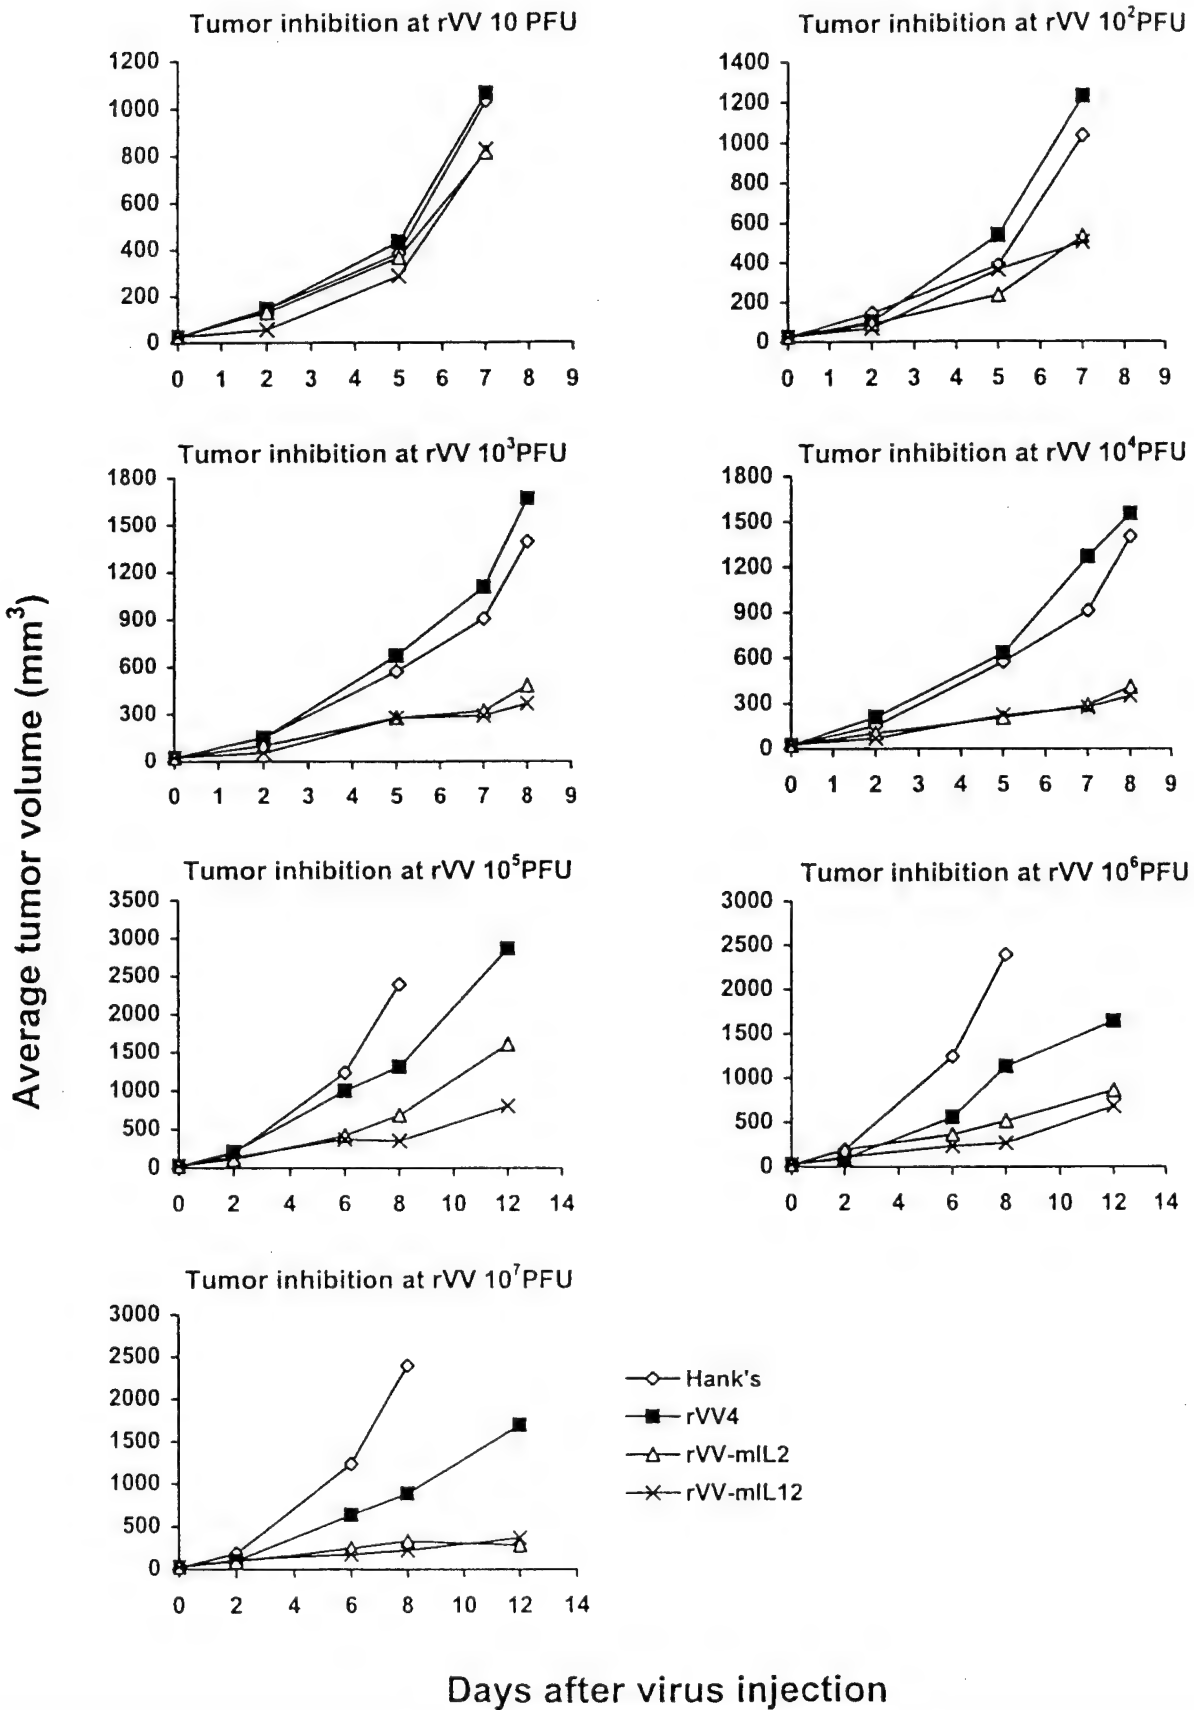 Tumor inhibition at rVV 10 PFU
1200
1000
800
600
400
200
0
0 1 2 3 4 5 6 7 8 9
Tumor inhibition at rVV 10²PFU
1400
1200
1000
800
600
400
200
0
0 1 2 3 4 5 6 7 8 9
Tumor inhibition at rVV 10³PFU
1800
1500
1200
900
600
300
0
0 1 2 3 4 5 6 7 8 9
Tumor inhibition at rVV 10⁴PFU
1800
1500
1200
900
600
300
0
0 1 2 3 4 5 6 7 8 9
Average tumor volume (mm³)
Tumor inhibition at rVV 10⁵PFU
3500
3000
2500
2000
1500
1000
500
0
0 2 4 6 8 10 12 14
Tumor inhibition at rVV 10⁶PFU
3000
2500
2000
1500
1000
500
0
0 2 4 6 8 10 12 14
Tumor inhibition at rVV 10⁷PFU
3000
2500
2000
1500
1000
500
0
0 2 4 6 8 10 12 14
Hank's
rVV4
rVV-mIL2
rVV-mIL12
Days after virus injection